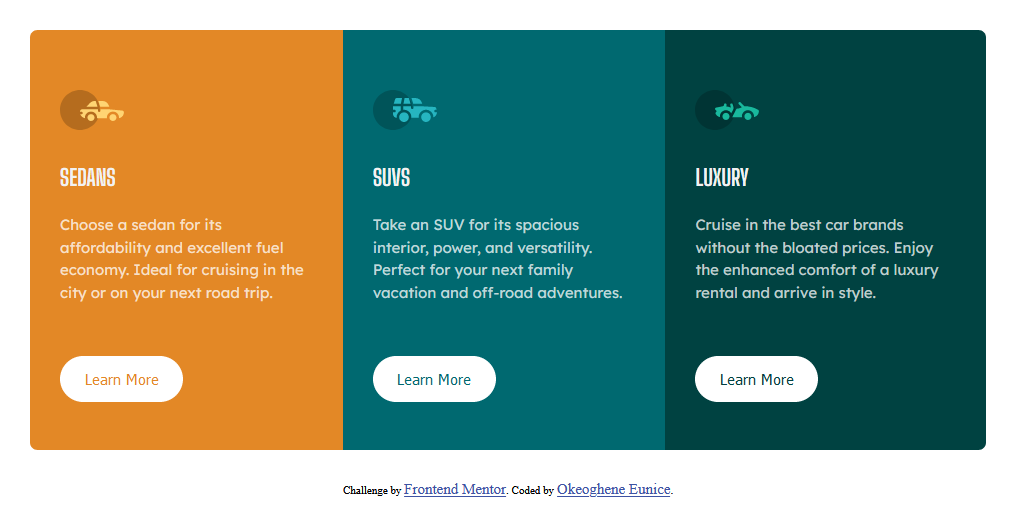 SEDANS
Choose a sedan for its
affordability and excellent fuel
economy. Ideal for cruising in the
city or on your next road trip.
Learn More
SUVS
Take an SUV for its spacious
interior, power, and versatility.
Perfect for your next family
vacation and off-road adventures.
Learn More
LUXURY
Cruise in the best car brands
without the bloated prices. Enjoy
the enhanced comfort of a luxury
rental and arrive in style.
Learn More
Challenge by Frontend Mentor. Coded by Okeoghene Eunice.